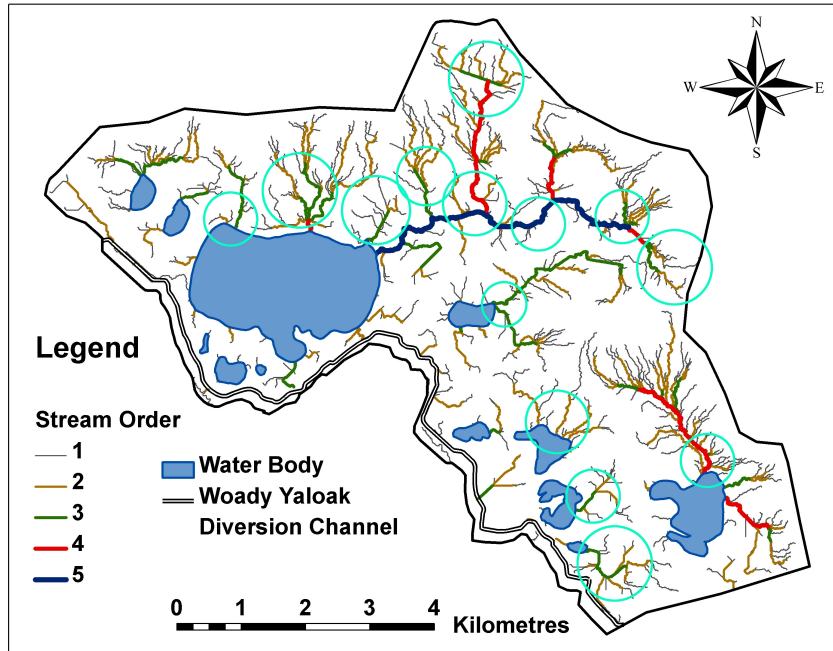 N
W
E
S
Legend
Stream Order
1
2
3
4
5
Water Body
Woady Yaloak
Diversion Channel
0 1 2 3 4
Kilometres